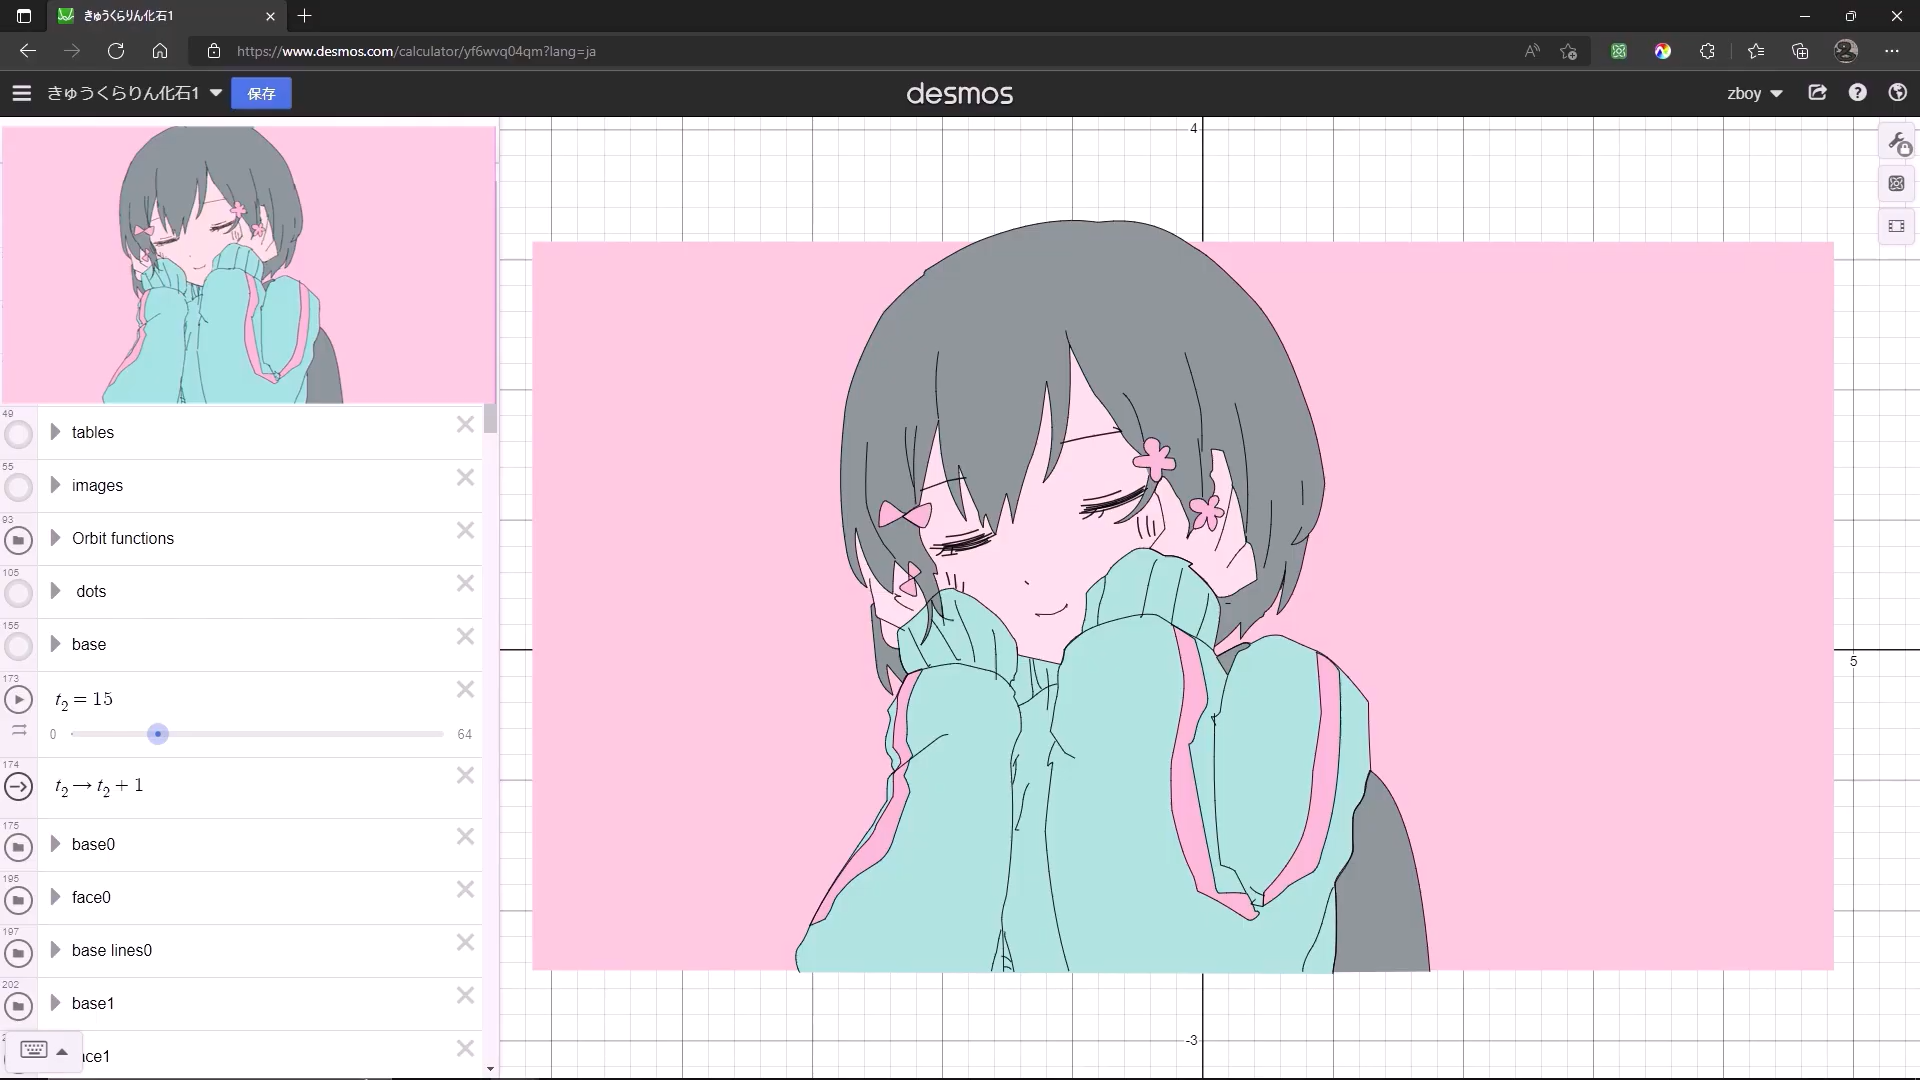 きゅうくらりん化石1
https://www.desmos.com/calculator/yf6wvq04qm?lang=ja
きゅうくらりん化石1
保存
desmos
zboy
49
tables
55
images
93
Orbit functions
105
dots
155
base
173
t₂ = 15
0
64
174
t₂ → t₂ + 1
175
base0
195
face0
197
base lines0
202
base1
4
5
-3